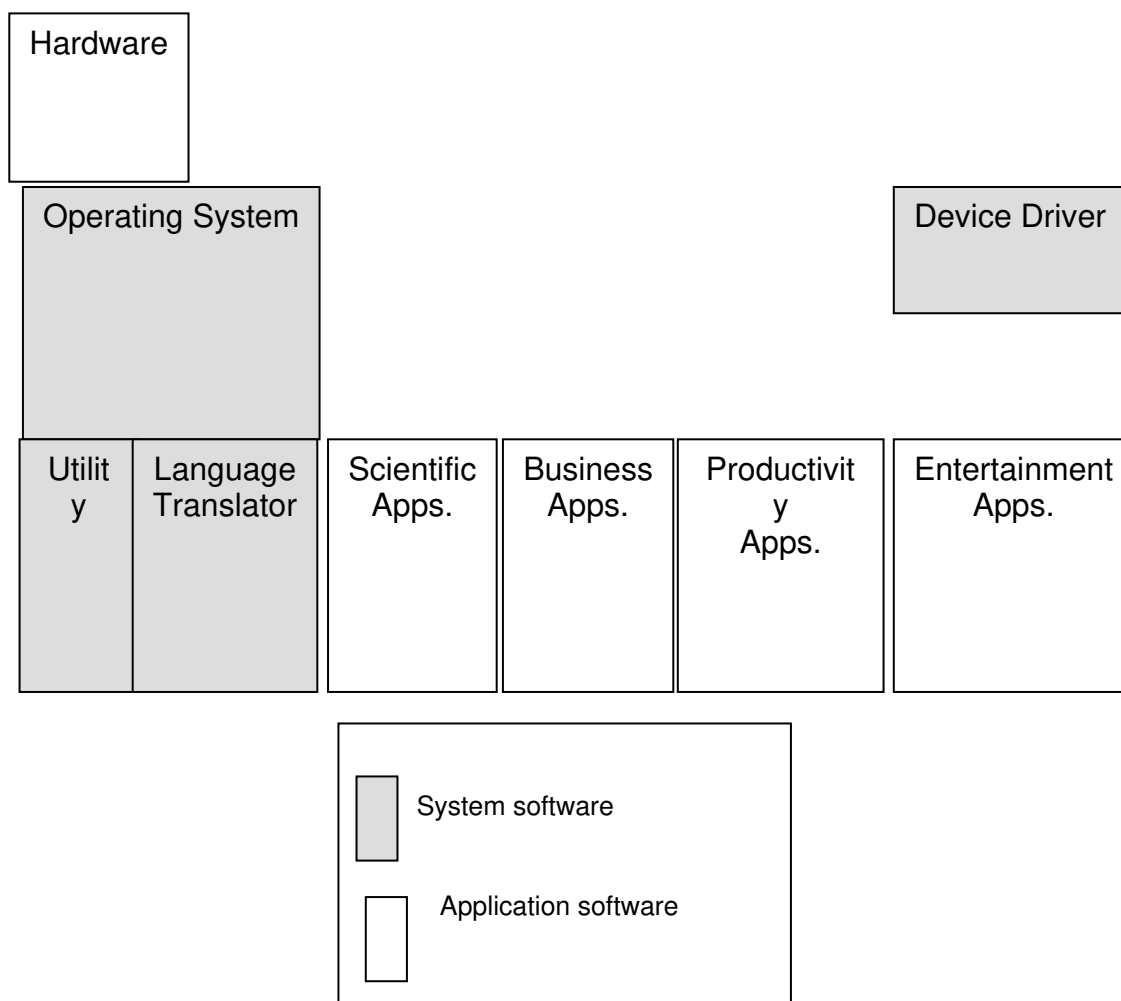 Hardware
Operating System
Device Driver
Utilit
y
Language
Translator
Scientific
Apps.
Business
Apps.
Productivit
y
Apps.
Entertainment
Apps.
System software
Application software